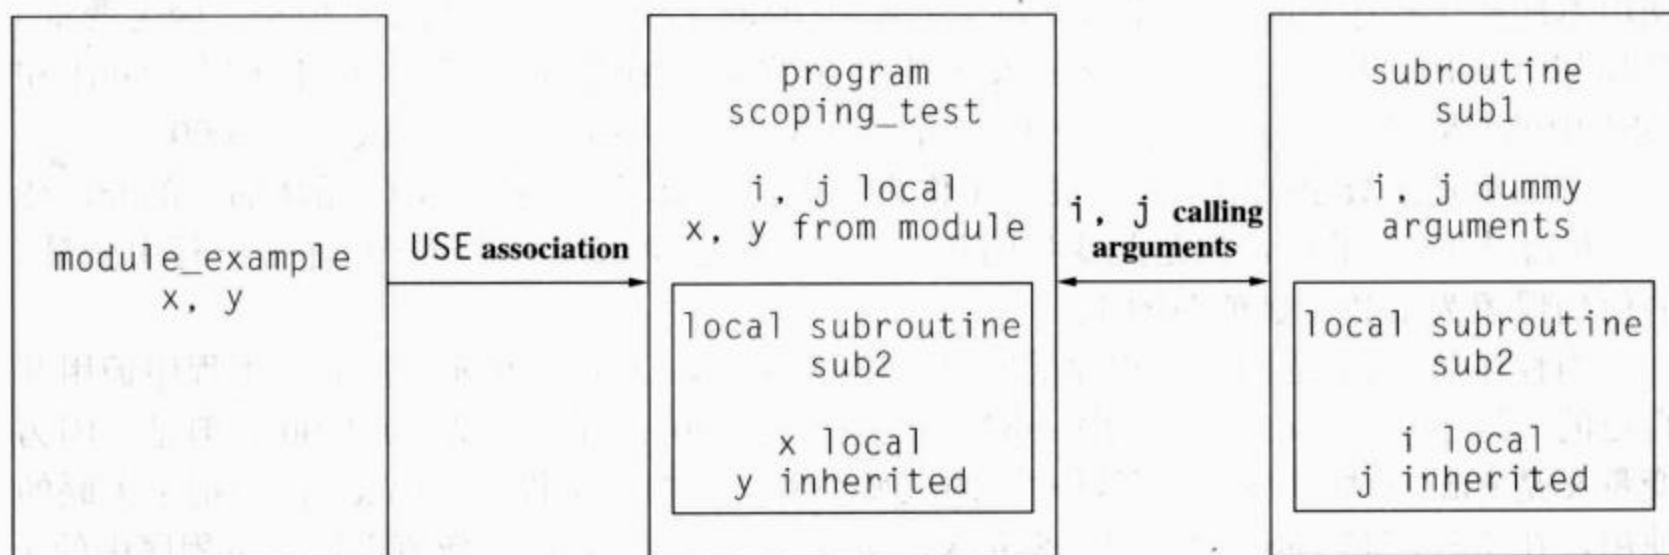 module_example
x, y
USE association
program
scoping_test
i, j local
x, y from module
local subroutine
sub2
x local
y inherited
i, j calling
arguments
subroutine
sub1
i, j dummy
arguments
local subroutine
sub2
i local
j inherited